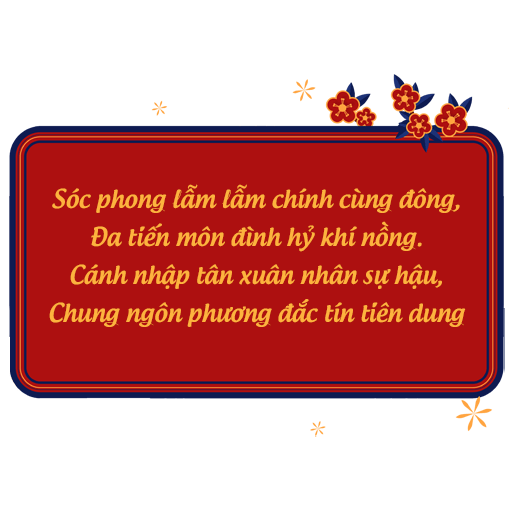 Sóc phong lẫm lẫm chính cùng đông,
Đa tiến môn đình hỷ khí nồng.
Cánh nhập tân xuân nhân sự hậu,
Chung ngôn phương đắc tín tiên dung